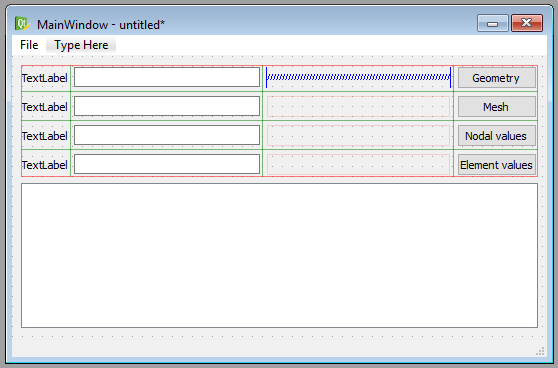 MainWindow - untitled*
File Type Here
TextLabel Geometry
TextLabel Mesh
TextLabel Nodal values
TextLabel Element values